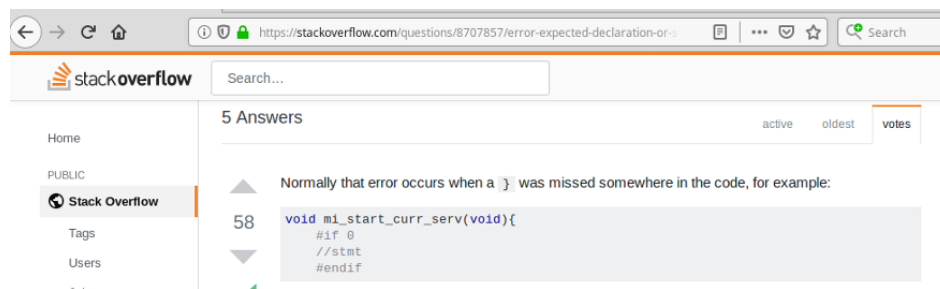 https://stackoverflow.com/questions/8707857/error-expected-declaration-or-s
Search
stackoverflow
Search...
5 Answers
active oldest votes
Home
PUBLIC
Stack Overflow
Tags
Users
Normally that error occurs when a } was missed somewhere in the code, for example:
58
void mi_start_curr_serv(void){
#if 0
//stmt
#endif